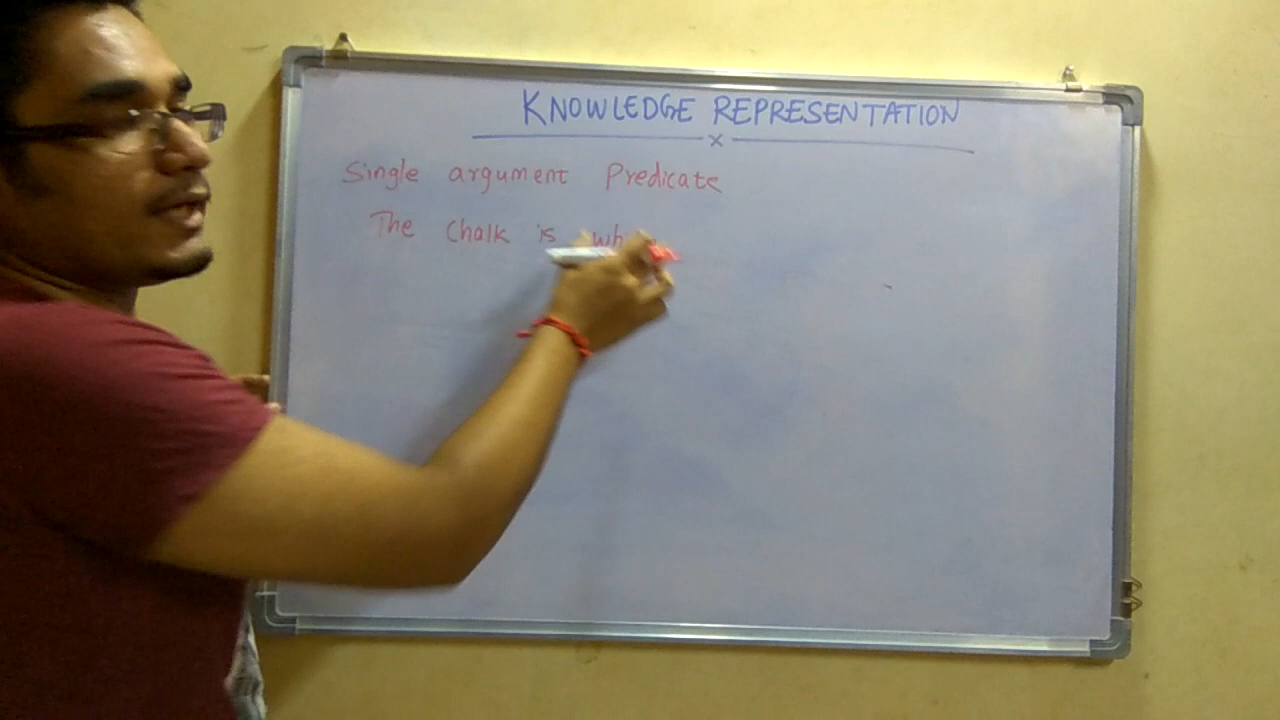 KNOWLEDGE REPRESENTATION
Single argument Predicate
The chalk is